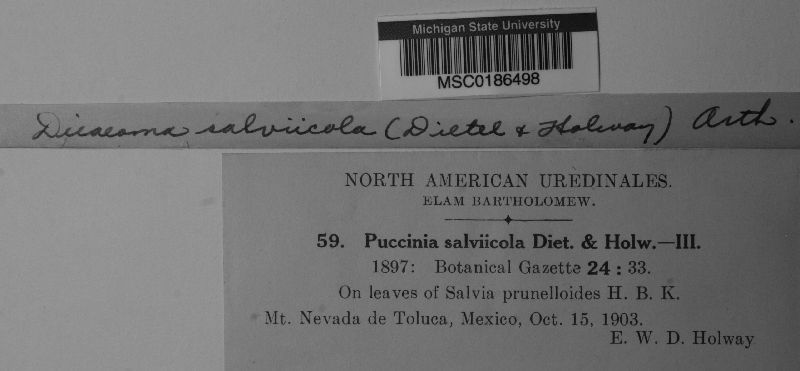 Michigan State University
MSC0186498
Dicaeoma salviicola (Dietel & Holway) Arth.
NORTH AMERICAN UREDINALES.
ELAM BARTHOLOMEW.
59. Puccinia salviicola Diet. & Holw.—III.
1897: Botanical Gazette 24 : 33.
On leaves of Salvia prunelloides H. B. K.
Mt. Nevada de Toluca, Mexico, Oct. 15, 1903.
E. W. D. Holway